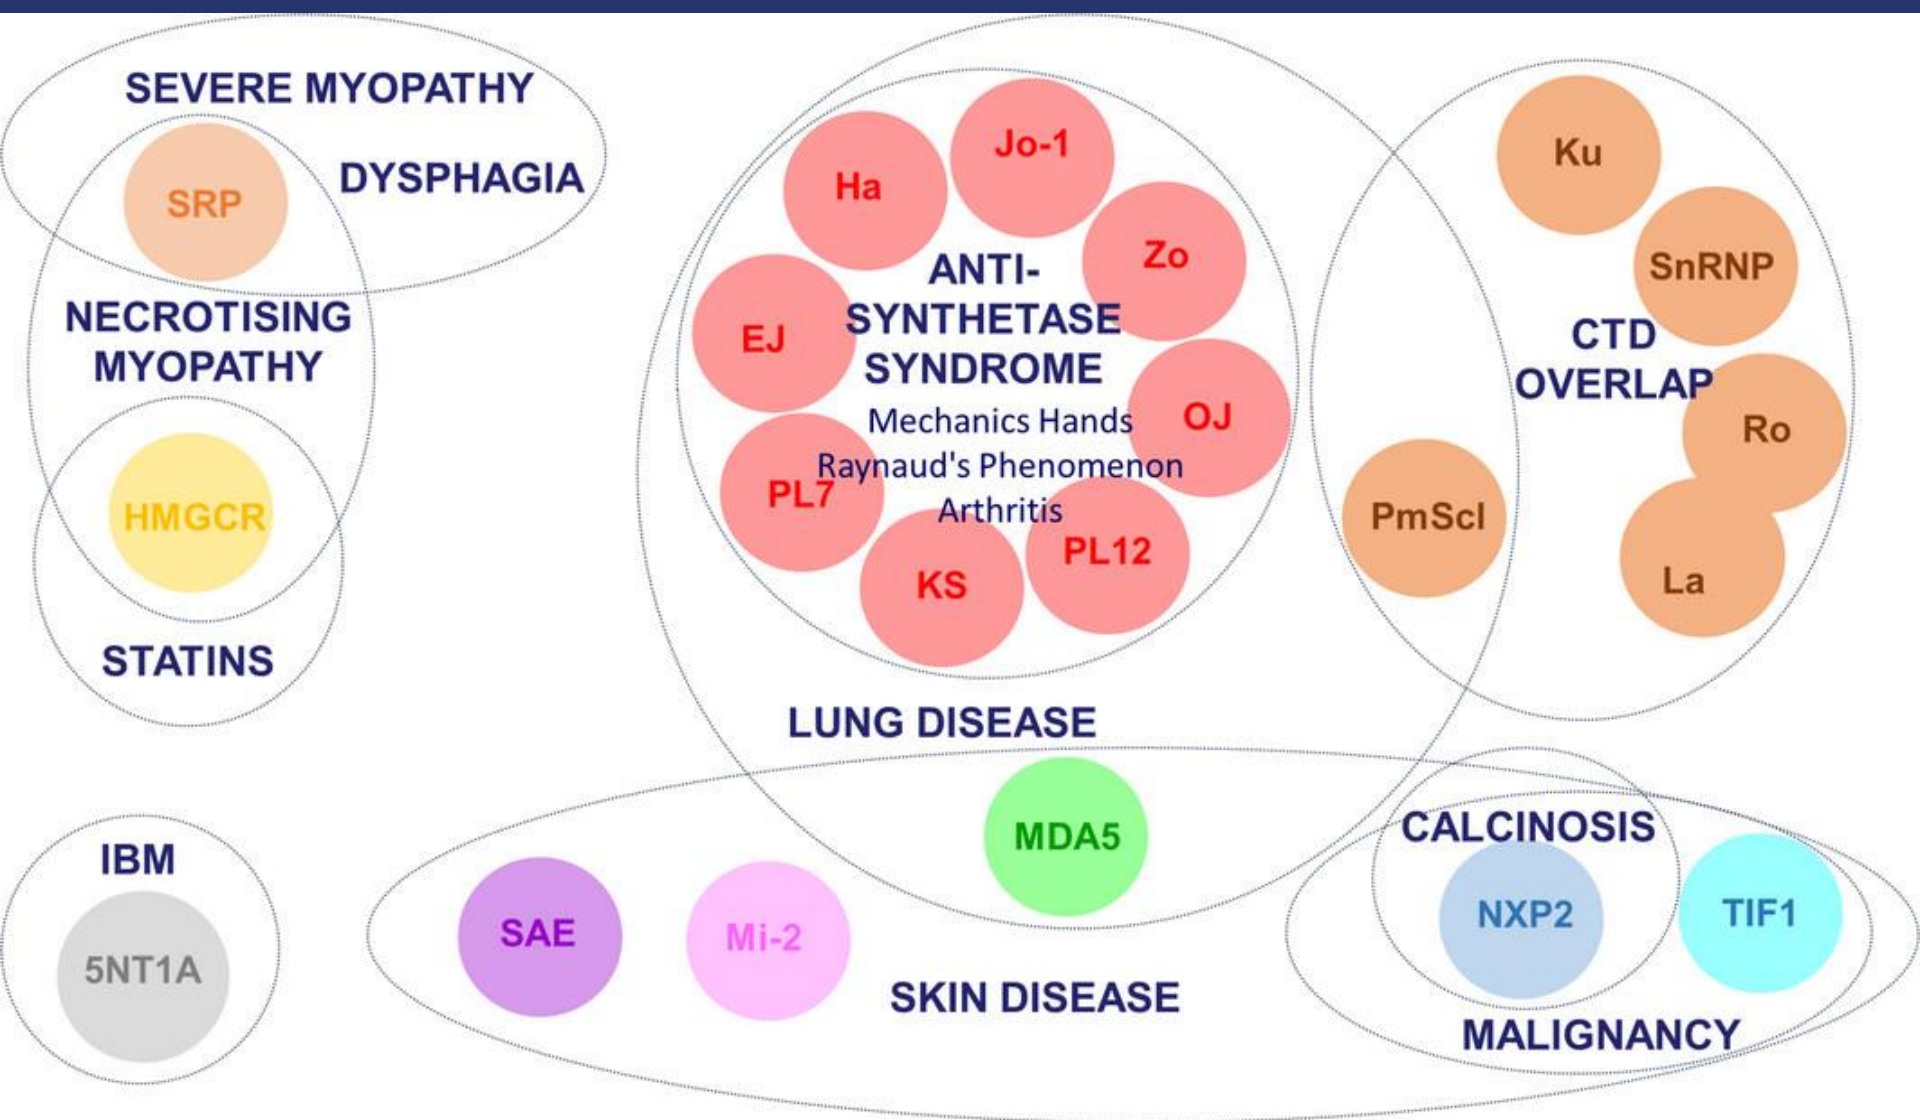 SEVERE MYOPATHY
DYSPHAGIA
SRP
NECROTISING
MYOPATHY
HMGCR
STATINS
IBM
5NT1A
Jo-1
Ha
Zo
EJ
ANTI-
SYNTHETASE
SYNDROME
Mechanics Hands
Raynaud's Phenomenon
Arthritis
OJ
PL7
PL12
KS
LUNG DISEASE
Ku
SnRNP
CTD
OVERLAP
Ro
PmScl
La
MDA5
SAE
Mi-2
SKIN DISEASE
CALCINOSIS
NXP2
TIF1
MALIGNANCY